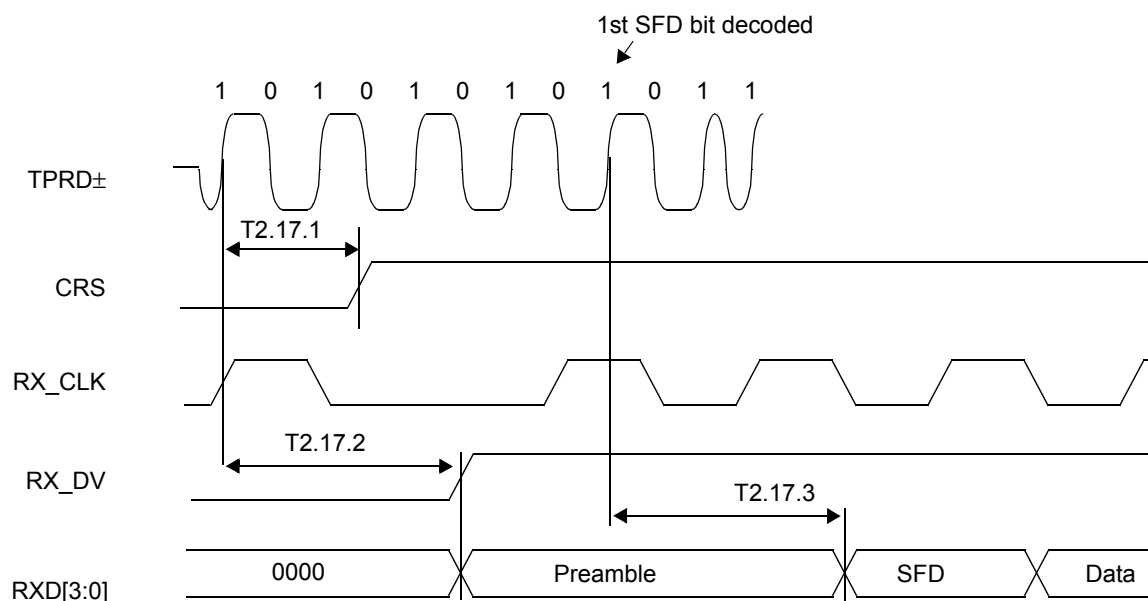 1st SFD bit decoded
1 0 1 0 1 0 1 0 1 0 1 1
TPRD±
T2.17.1
CRS
RX_CLK
T2.17.2
RX_DV
T2.17.3
RXD[3:0]
0000 Preamble SFD Data